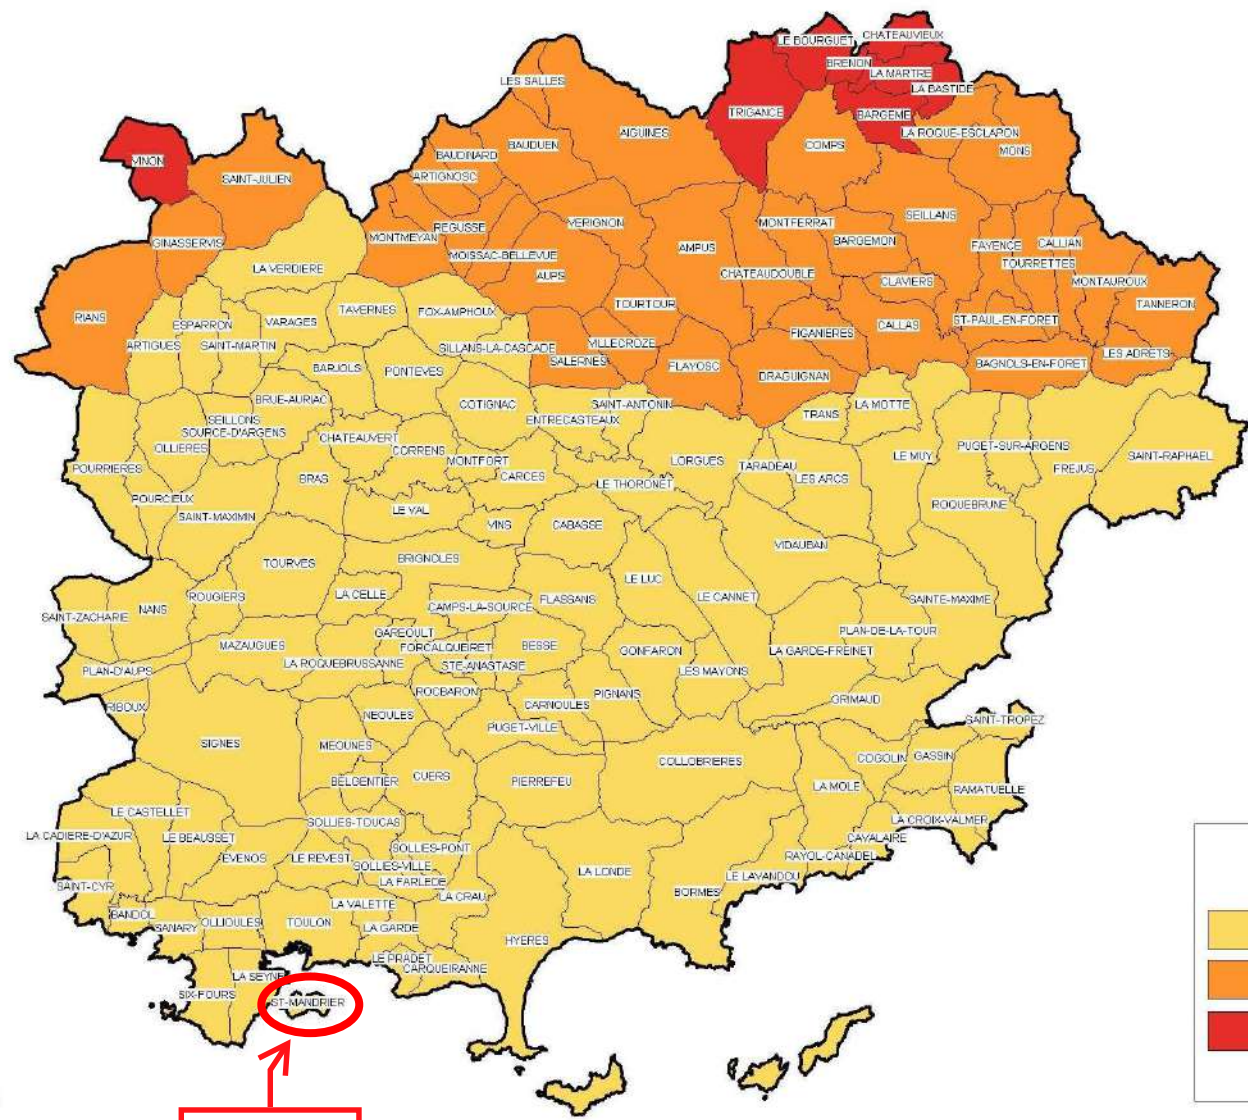 LE BOURGUET
CHATEAUVIEUX
BRENON
LA MARTRE
LES SALLES
LA BASTIDE
TRIGANCE
BARGEME
AIGUINES
LA ROQUE-ESCLAPON
BAUDUEN
COMPS
MONS
BAUDINARD
VINON
ARTIGNOSC
SAINT-JULIEN
SEILLANS
VERIGNON
MONTFERRAT
REGUSSE
MONTMEYAN
BARGEMON
GINASSERVIS
FAYENCE
CALLIAN
AMPUS
MOISSAC-BELLEVUE
TOURRETTES
LA VERDIERE
CHATEAUDOUBLE
AUPS
CLAVIERS
MONTAUROUX
TOURTOUR
TANNERON
TAVERNES
FOX-AMPHOUX
RIANS
ST-PAUL-EN-FORET
VARAGES
ESPARRON
CALLAS
FIGANIERES
VILLECROZE
ARTIGUES
SAINT-MARTIN
SILLANS-LA-CASCADE
LES ADRETS
SALERNES
BAGNOLS-EN-FORET
BARJOLS
FLAYOSC
PONTEVES
DRAGUIGNAN
BRUE-AURIAC
COTIGNAC
SAINT-ANTONIN
LA MOTTE
TRANS
SEILLONS
SOURCE-D'ARGENS
ENTRECASTEAUX
CHATEAUVERT
PUGET-SUR-ARGENS
OLLIERES
CORRENS
LE MUY
SAINT-RAPHAEL
MONTFORT
LORGUES
TARADEAU
FREJUS
POURRIERES
CARCES
LES ARCS
BRAS
LE THORONET
POURCIEUX
ROQUEBRUNE
LE VAL
SAINT-MAXIMIN
VINS
CABASSE
VIDAUBAN
BRIGNOLES
TOURVES
LE LUC
LA CELLE
ROUGIERS
LE CANNET
FLASSANS
SAINTE-MAXIME
CAMPS-LA-SOURCE
NANS
SAINT-ZACHARIE
GAREOULT
PLAN-DE-LA-TOUR
MAZAUGUES
FORCALQUEIRET
BESSE
GONFARON
LA GARDE-FREINET
LA ROQUEBRUSSANNE
STE-ANASTASIE
PLAN-D'AUPS
LES MAYONS
ROCBARON
PIGNANS
GRIMAUD
CARNOULES
RIBOUX
NEOULES
SAINT-TROPEZ
PUGET-VILLE
SIGNES
MEOUNES
COGOLIN
GASSIN
COLLOBRIERES
CUERS
BELGENTIER
PIERREFEU
LA MOLE
RAMATUELLE
LE CASTELLET
LA CROIX-VALMER
SOLLIES-TOUCAS
LA CADIERE-D'AZUR
LE BEAUSSET
CAVALAIRE
SOLLIES-PONT
EVENOS
LE REVEST
RAYOL-CANADEL
SOLLIES-VILLE
LA LONDE
LE LAVANDOU
LA FARLEDE
SAINT-CYR
BORMES
LA CRAU
LA VALETTE
BANDOL
OLLIOULES
TOULON
SANARY
LA GARDE
HYERES
LE PRADET
CARQUEIRANNE
LA SEYNE
SIX-FOURS
ST-MANDRIER